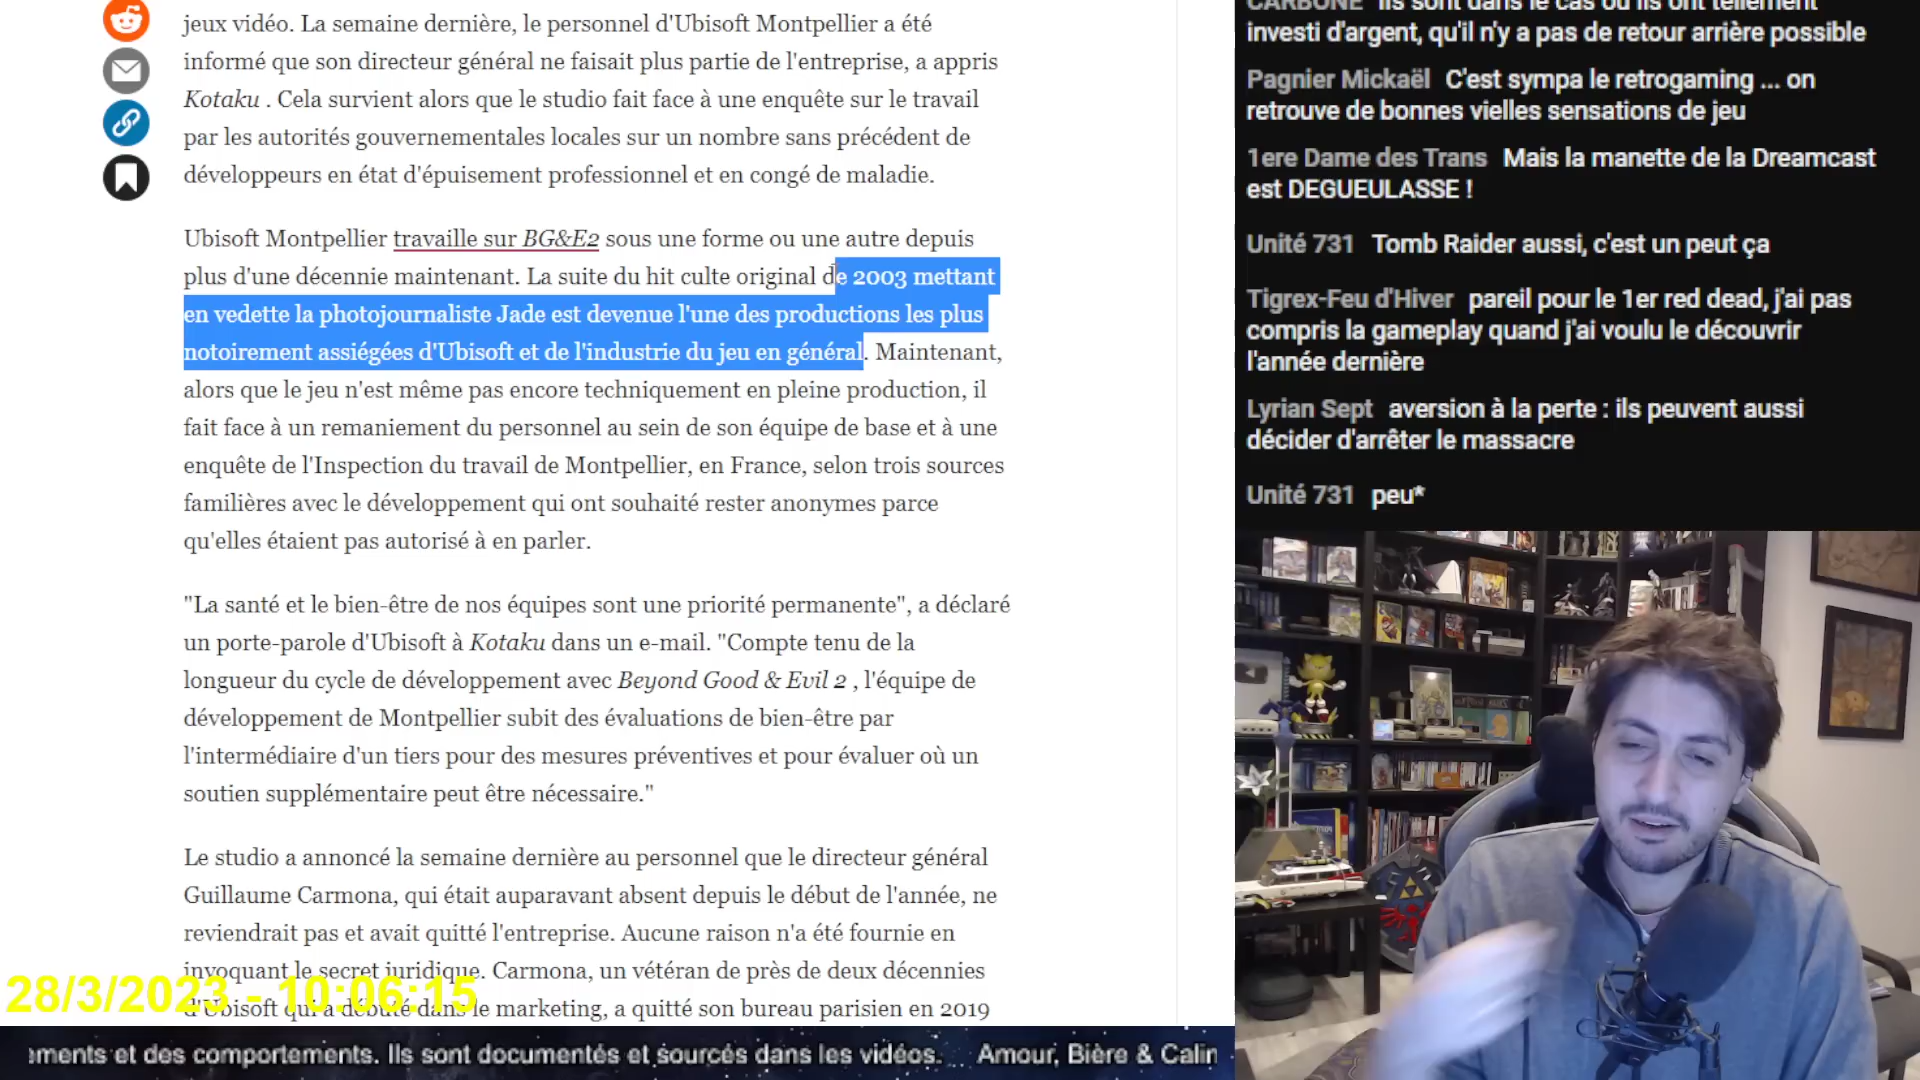 jeux vidéo. La semaine dernière, le personnel d'Ubisoft Montpellier a été
informé que son directeur général ne faisait plus partie de l'entreprise, a appris
Kotaku . Cela survient alors que le studio fait face à une enquête sur le travail
par les autorités gouvernementales locales sur un nombre sans précédent de
développeurs en état d'épuisement professionnel et en congé de maladie.
Ubisoft Montpellier travaille sur BG&E2 sous une forme ou une autre depuis
plus d'une décennie maintenant. La suite du hit culte original de 2003 mettant
en vedette la photojournaliste Jade est devenue l'une des productions les plus
notoirement assiégées d'Ubisoft et de l'industrie du jeu en général. Maintenant,
alors que le jeu n'est même pas encore techniquement en pleine production, il
fait face à un remaniement du personnel au sein de son équipe de base et à une
enquête de l'Inspection du travail de Montpellier, en France, selon trois sources
familières avec le développement qui ont souhaité rester anonymes parce
qu'elles étaient pas autorisé à en parler.
"La santé et le bien-être de nos équipes sont une priorité permanente", a déclaré
un porte-parole d'Ubisoft à Kotaku dans un e-mail. "Compte tenu de la
longueur du cycle de développement avec Beyond Good & Evil 2 , l'équipe de
développement de Montpellier subit des évaluations de bien-être par
l'intermédiaire d'un tiers pour des mesures préventives et pour évaluer où un
soutien supplémentaire peut être nécessaire."
Le studio a annoncé la semaine dernière au personnel que le directeur général
Guillaume Carmona, qui était auparavant absent depuis le début de l'année, ne
reviendrait pas et avait quitté l'entreprise. Aucune raison n'a été fournie en
invoquant le secret juridique. Carmona, un vétéran de près de deux décennies
d'Ubisoft qui a débuté dans le marketing, a quitté son bureau parisien en 2019
28/3/2023 - 10:06:15
ements et des comportements. Ils sont documentés et sourcés dans les vidéos. Amour, Bière & Calin
CARBONE Ils sont dans le cas où ils ont tellement
investi d'argent, qu'il n'y a pas de retour arrière possible
Pagnier Mickaël C'est sympa le retrogaming ... on
retrouve de bonnes vielles sensations de jeu
1ere Dame des Trans Mais la manette de la Dreamcast
est DEGUEULASSE !
Unité 731 Tomb Raider aussi, c'est un peut ça
Tigrex-Feu d'Hiver pareil pour le 1er red dead, j'ai pas
compris la gameplay quand j'ai voulu le découvrir
l'année dernière
Lyrian Sept aversion à la perte : ils peuvent aussi
décider d'arrêter le massacre
Unité 731 peu*